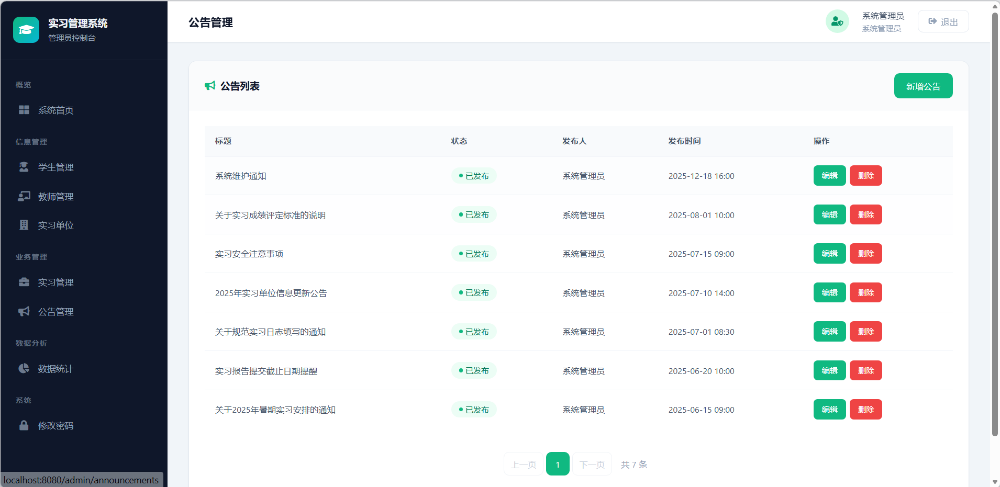 实习管理系统
管理员控制台
概览
系统首页
信息管理
学生管理
教师管理
实习单位
业务管理
实习管理
公告管理
数据分析
数据统计
系统
修改密码
localhost:8080/admin/announcements
公告管理
系统管理员
系统管理员
退出
公告列表
新增公告
标题 状态 发布人 发布时间 操作
系统维护通知 已发布 系统管理员 2025-12-18 16:00 编辑 删除
关于实习成绩评定标准的说明 已发布 系统管理员 2025-08-01 10:00 编辑 删除
实习安全注意事项 已发布 系统管理员 2025-07-15 09:00 编辑 删除
2025年实习单位信息更新公告 已发布 系统管理员 2025-07-10 14:00 编辑 删除
关于规范实习日志填写的通知 已发布 系统管理员 2025-07-01 08:30 编辑 删除
实习报告提交截止日期提醒 已发布 系统管理员 2025-06-20 10:00 编辑 删除
关于2025年暑期实习安排的通知 已发布 系统管理员 2025-06-15 09:00 编辑 删除
上一页 1 下一页 共 7 条